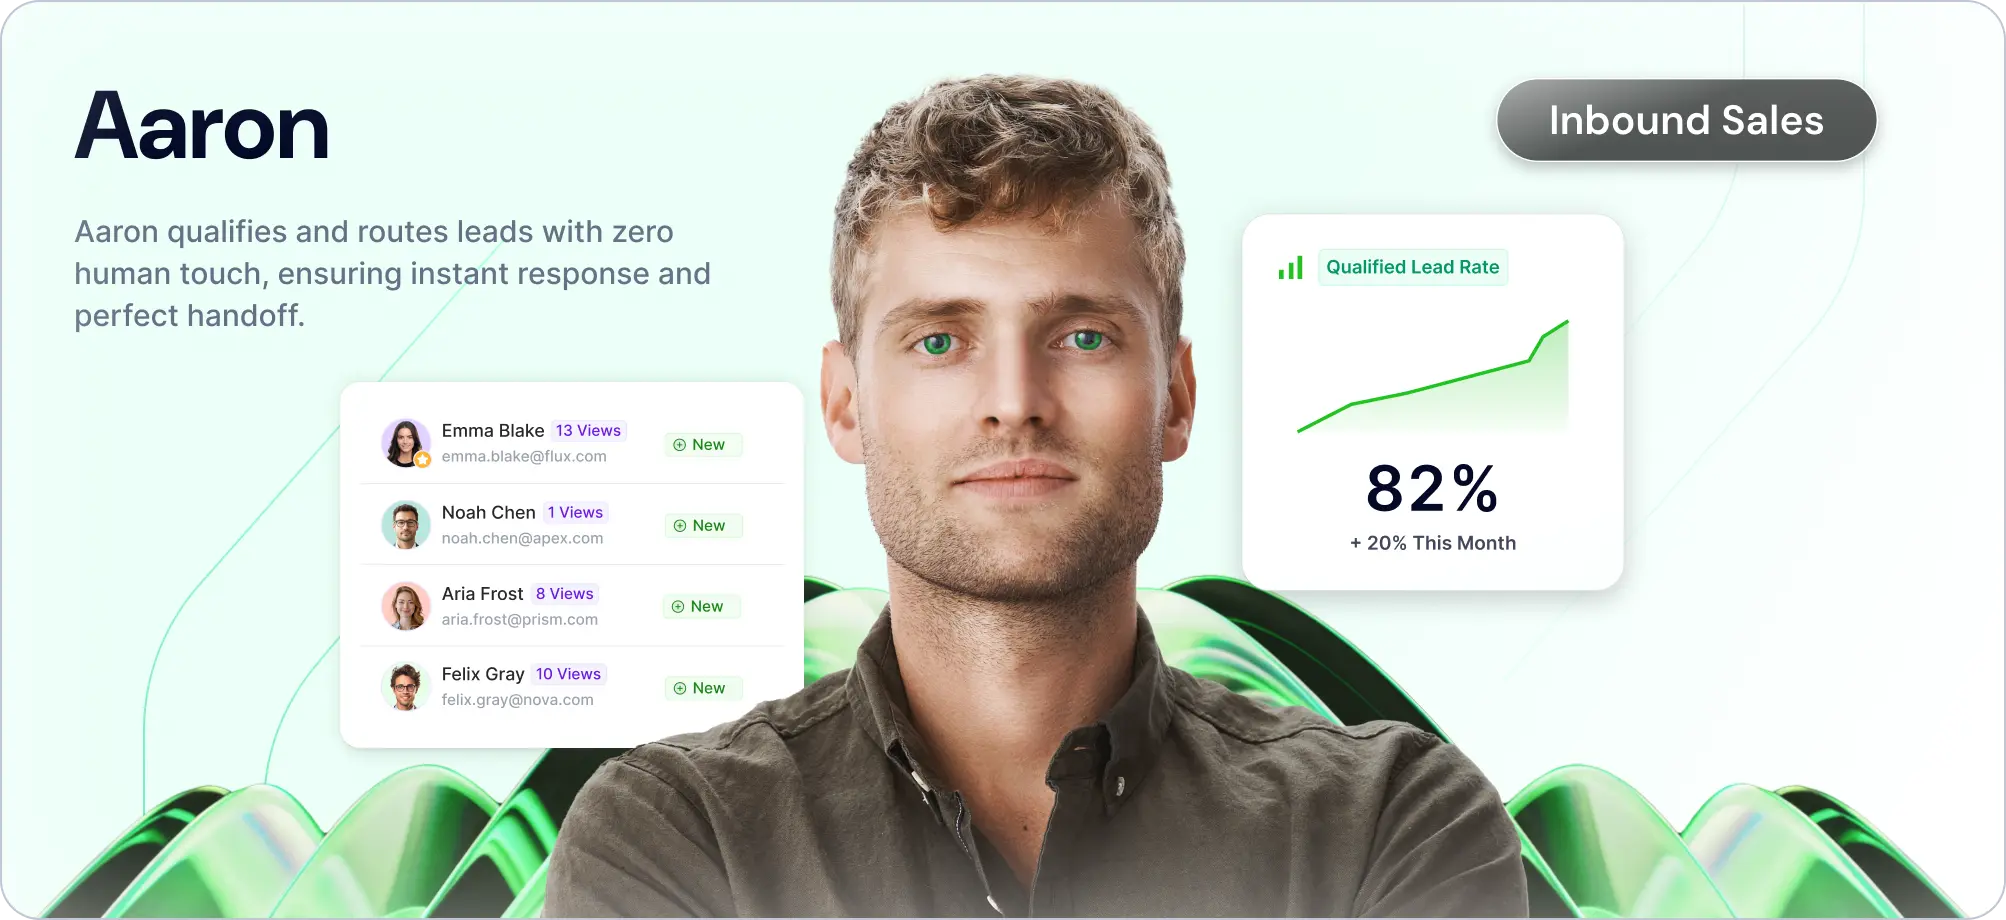 Aaron
Aaron qualifies and routes leads with zero
human touch, ensuring instant response and
perfect handoff.
Emma Blake 13 Views
emma.blake@flux.com
New
Noah Chen 1 Views
noah.chen@apex.com
New
Aria Frost 8 Views
aria.frost@prism.com
New
Felix Gray 10 Views
felix.gray@nova.com
New
Inbound Sales
Qualified Lead Rate
82%
+ 20% This Month